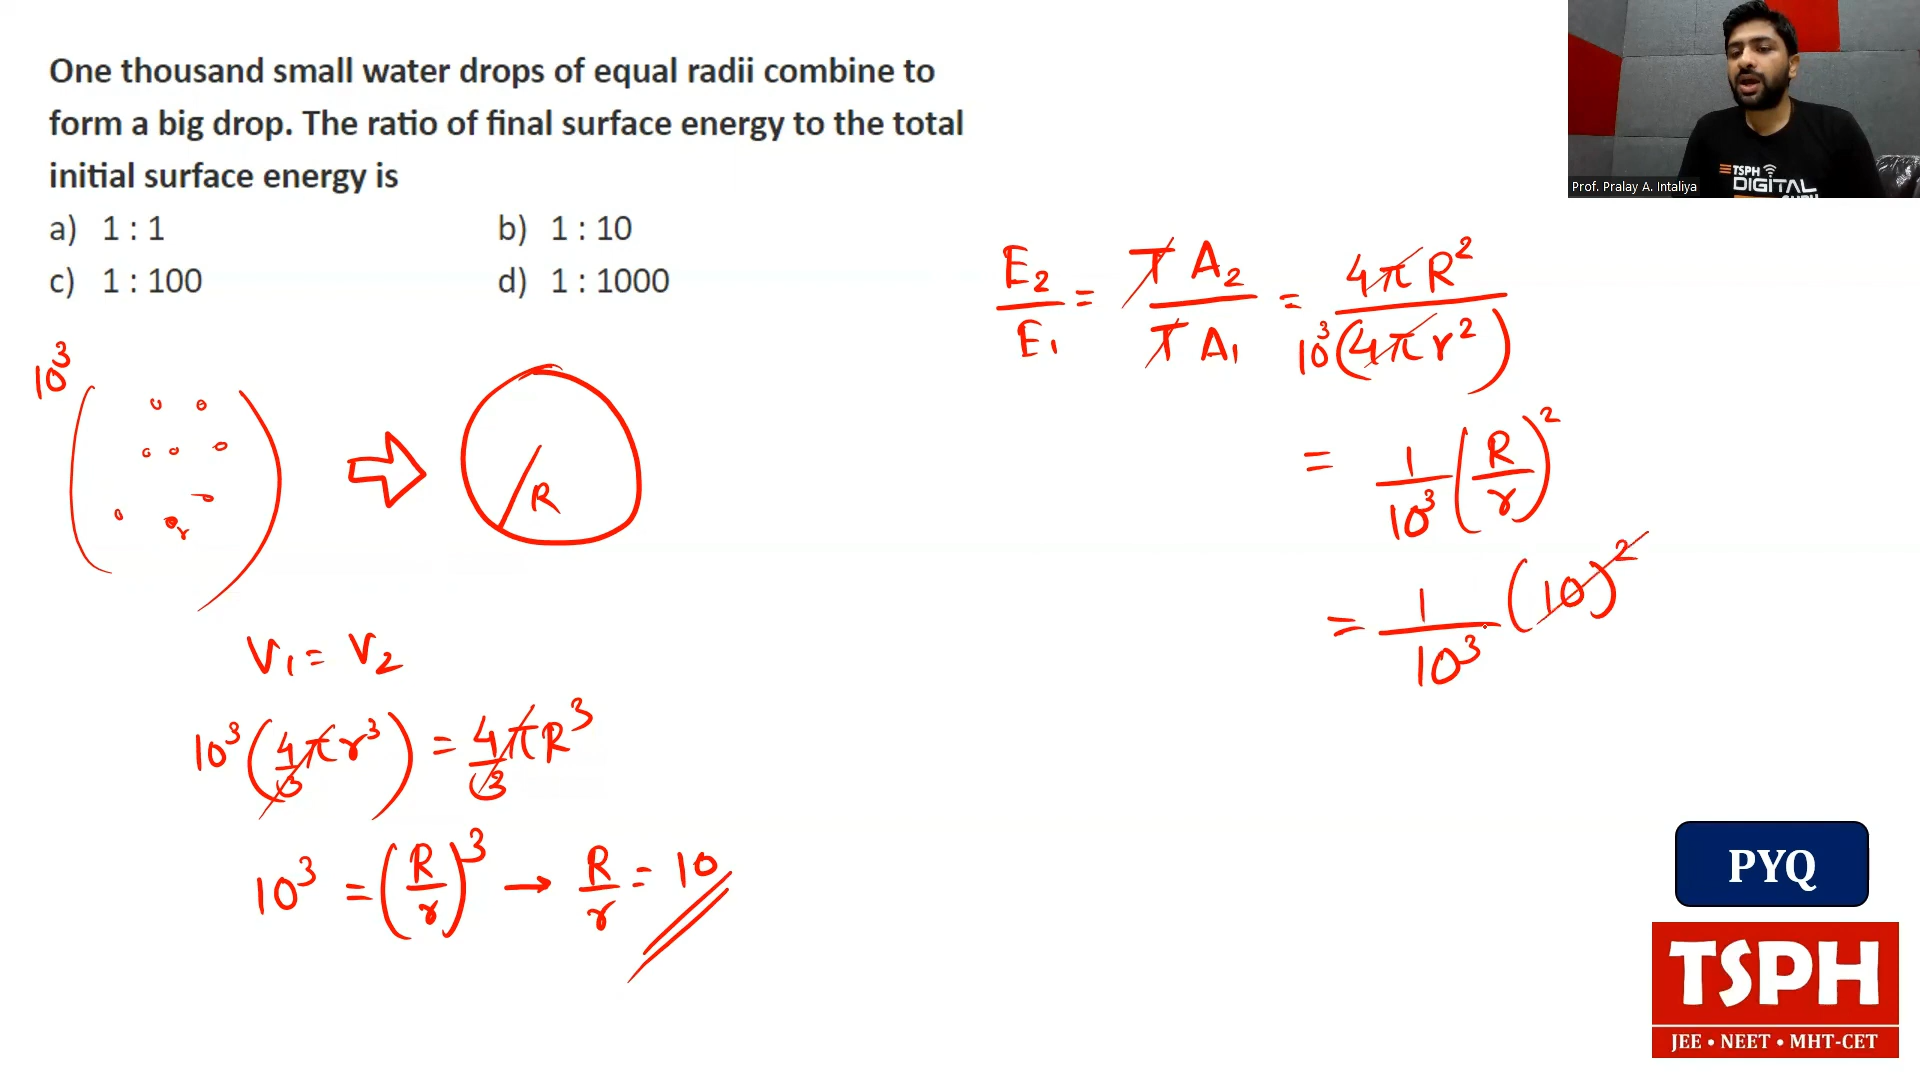 One thousand small water drops of equal radii combine to
form a big drop. The ratio of final surface energy to the total
initial surface energy is
a) 1 : 1 b) 1 : 10
c) 1 : 100 d) 1 : 1000
Prof. Pralay A. Intaliya
TSPH
DIGITAL
10³ ( r ) ⇒ R
V₁ = V₂
10³ (4/3 π r³) = 4/3 π R³
10³ = (R/r)³ → R/r = 10
E₂/E₁ = T A₂ / T A₁ = 4πR² / 10³(4πr²)
= 1/10³ (R/r)²
= 1/10³ (10)²
PYQ
TSPH
JEE • NEET • MHT-CET